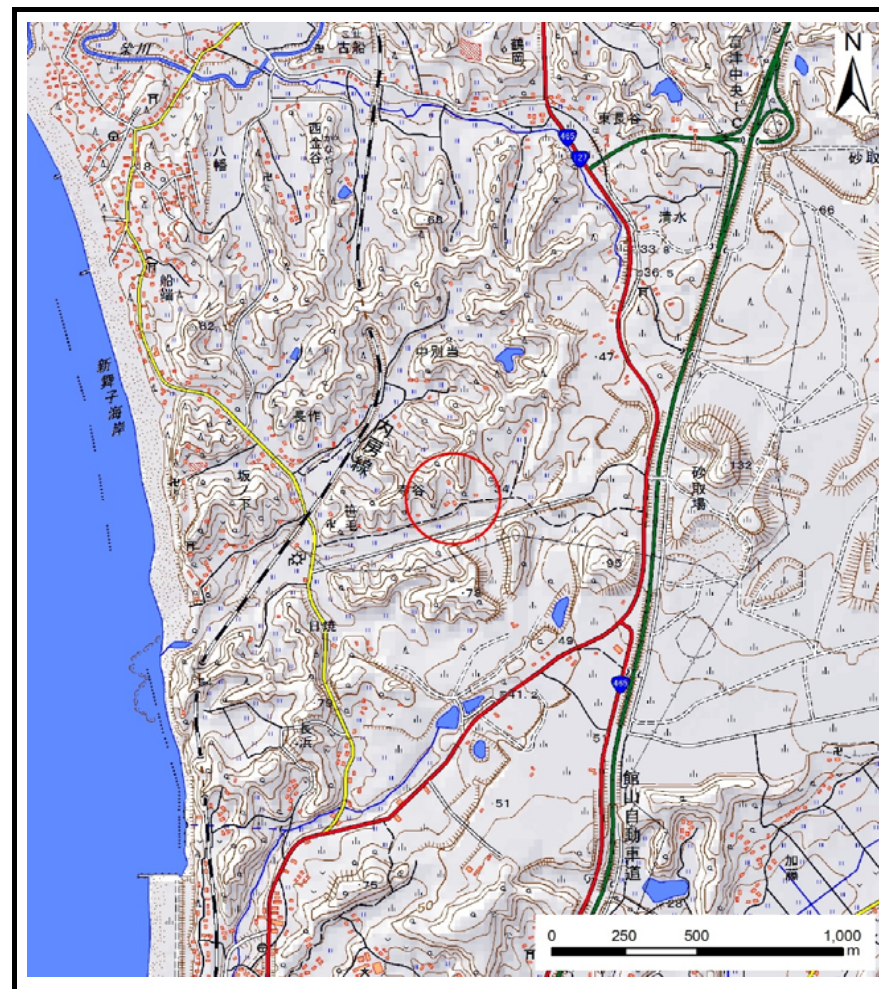 染川
古船
鶴岡
富津中央IC
N
西金谷
東長谷
465
127
砂取
八幡
清水
66
33.8
68
36.5
船端
82
中別当
47
新舞子海岸
長作
内房線
132
坂ノ下
砂取場
笹毛
95
78
日焼
49
41.2
465
79
長浜
51
館山自動車道
加藤
75
50
28
0 250 500 1,000
m